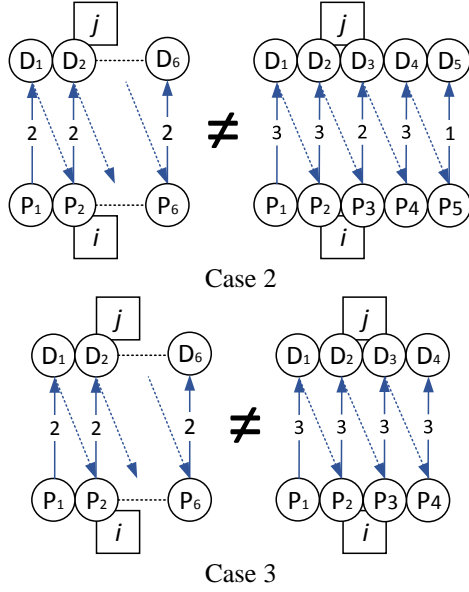 j j
D1 D2 D6 D1 D2 D3 D4 D5
2 2 2 ≠ 3 3 2 3 1
P1 P2 P6 P1 P2 P3 P4 P5
i i
Case 2
j j
D1 D2 D6 D1 D2 D3 D4
2 2 2 ≠ 3 3 3 3
P1 P2 P6 P1 P2 P3 P4
i i
Case 3